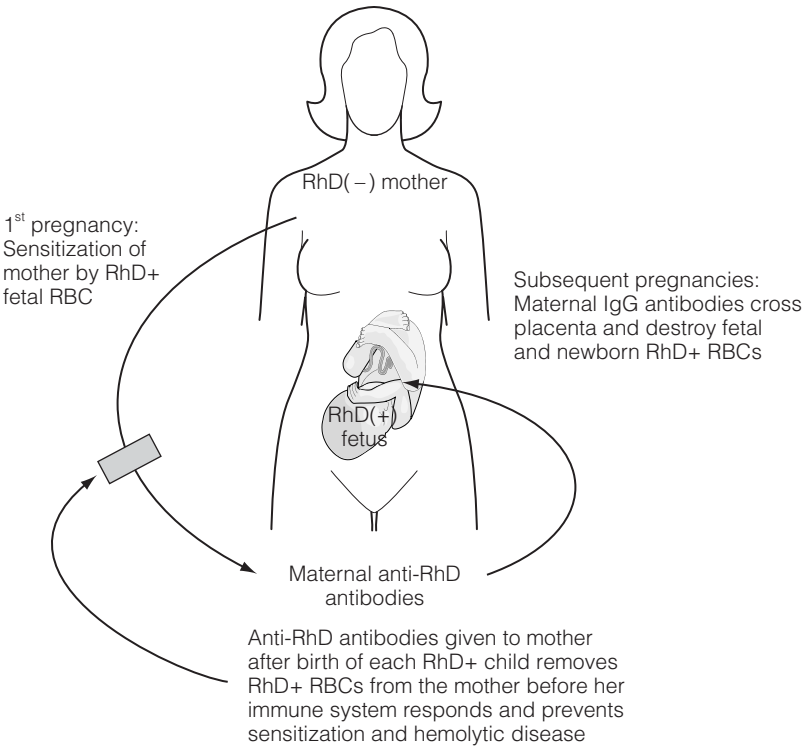 RhD(−) mother
1st pregnancy:
Sensitization of
mother by RhD+
fetal RBC
Subsequent pregnancies:
Maternal IgG antibodies cross
placenta and destroy fetal
and newborn RhD+ RBCs
RhD(+)
fetus
Maternal anti-RhD
antibodies
Anti-RhD antibodies given to mother
after birth of each RhD+ child removes
RhD+ RBCs from the mother before her
immune system responds and prevents
sensitization and hemolytic disease